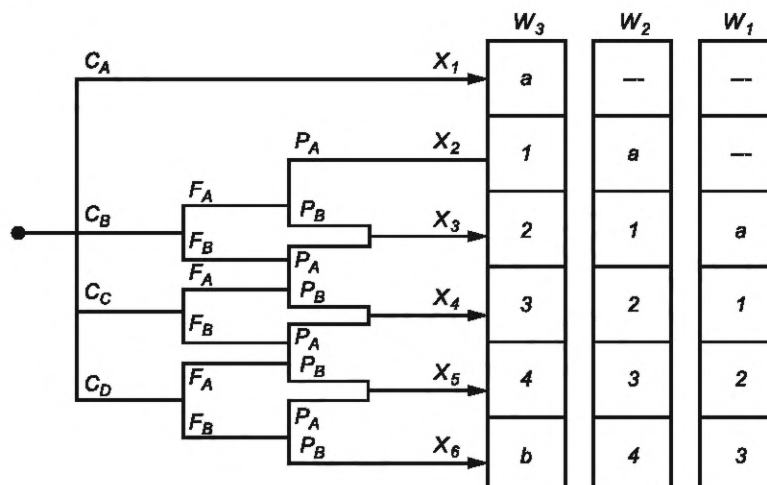 W3 W2 W1
CA X1 a --- ---
PA X2 1 a ---
FA
PB X3 2 1 a
CB
FB
PA
FA
PB X4 3 2 1
CC
FB
PA
FA
PB X5 4 3 2
CD
FB
PA
PB X6 b 4 3